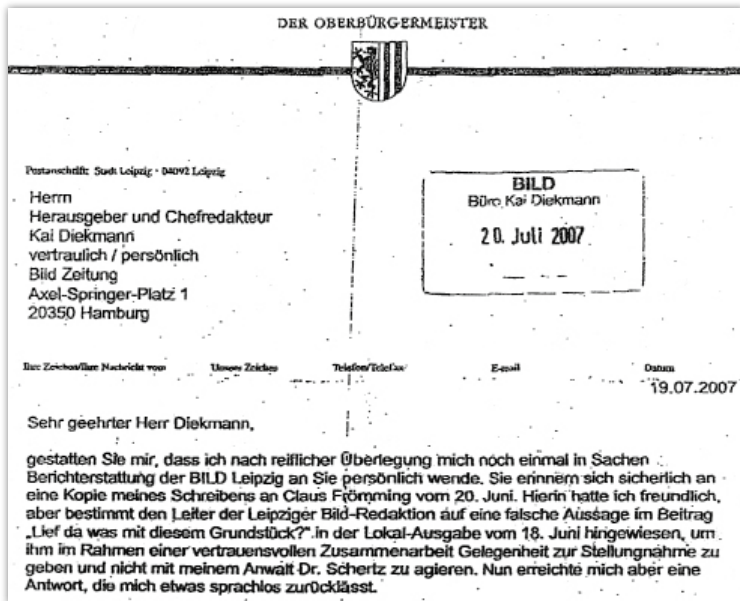 DER OBERBÜRGERMEISTER
Postanschrift: Stadt Leipzig · 04092 Leipzig
Herrn
Herausgeber und Chefredakteur
Kai Diekmann
vertraulich / persönlich
Bild Zeitung
Axel-Springer-Platz 1
20350 Hamburg
BILD
Büro Kai Diekmann
20. Juli 2007
Ihre Zeichen/Ihre Nachricht vom Unsere Zeichen Telefon/Telefax E-mail Datum
19.07.2007
Sehr geehrter Herr Diekmann,
gestatten Sie mir, dass ich nach reiflicher Überlegung mich noch einmal in Sachen
Berichterstattung der BILD Leipzig an Sie persönlich wende. Sie erinnern sich sicherlich an
eine Kopie meines Schreibens an Claus Frömming vom 20. Juni. Hierin hatte ich freundlich,
aber bestimmt den Leiter der Leipziger Bild-Redaktion auf eine falsche Aussage im Beitrag
„Lief da was mit diesem Grundstück?“ in der Lokal-Ausgabe vom 18. Juni hingewiesen, um
ihm im Rahmen einer vertrauensvollen Zusammenarbeit Gelegenheit zur Stellungnahme zu
geben und nicht mit meinem Anwalt Dr. Schertz zu agieren. Nun erreichte mich aber eine
Antwort, die mich etwas sprachlos zurücklässt.